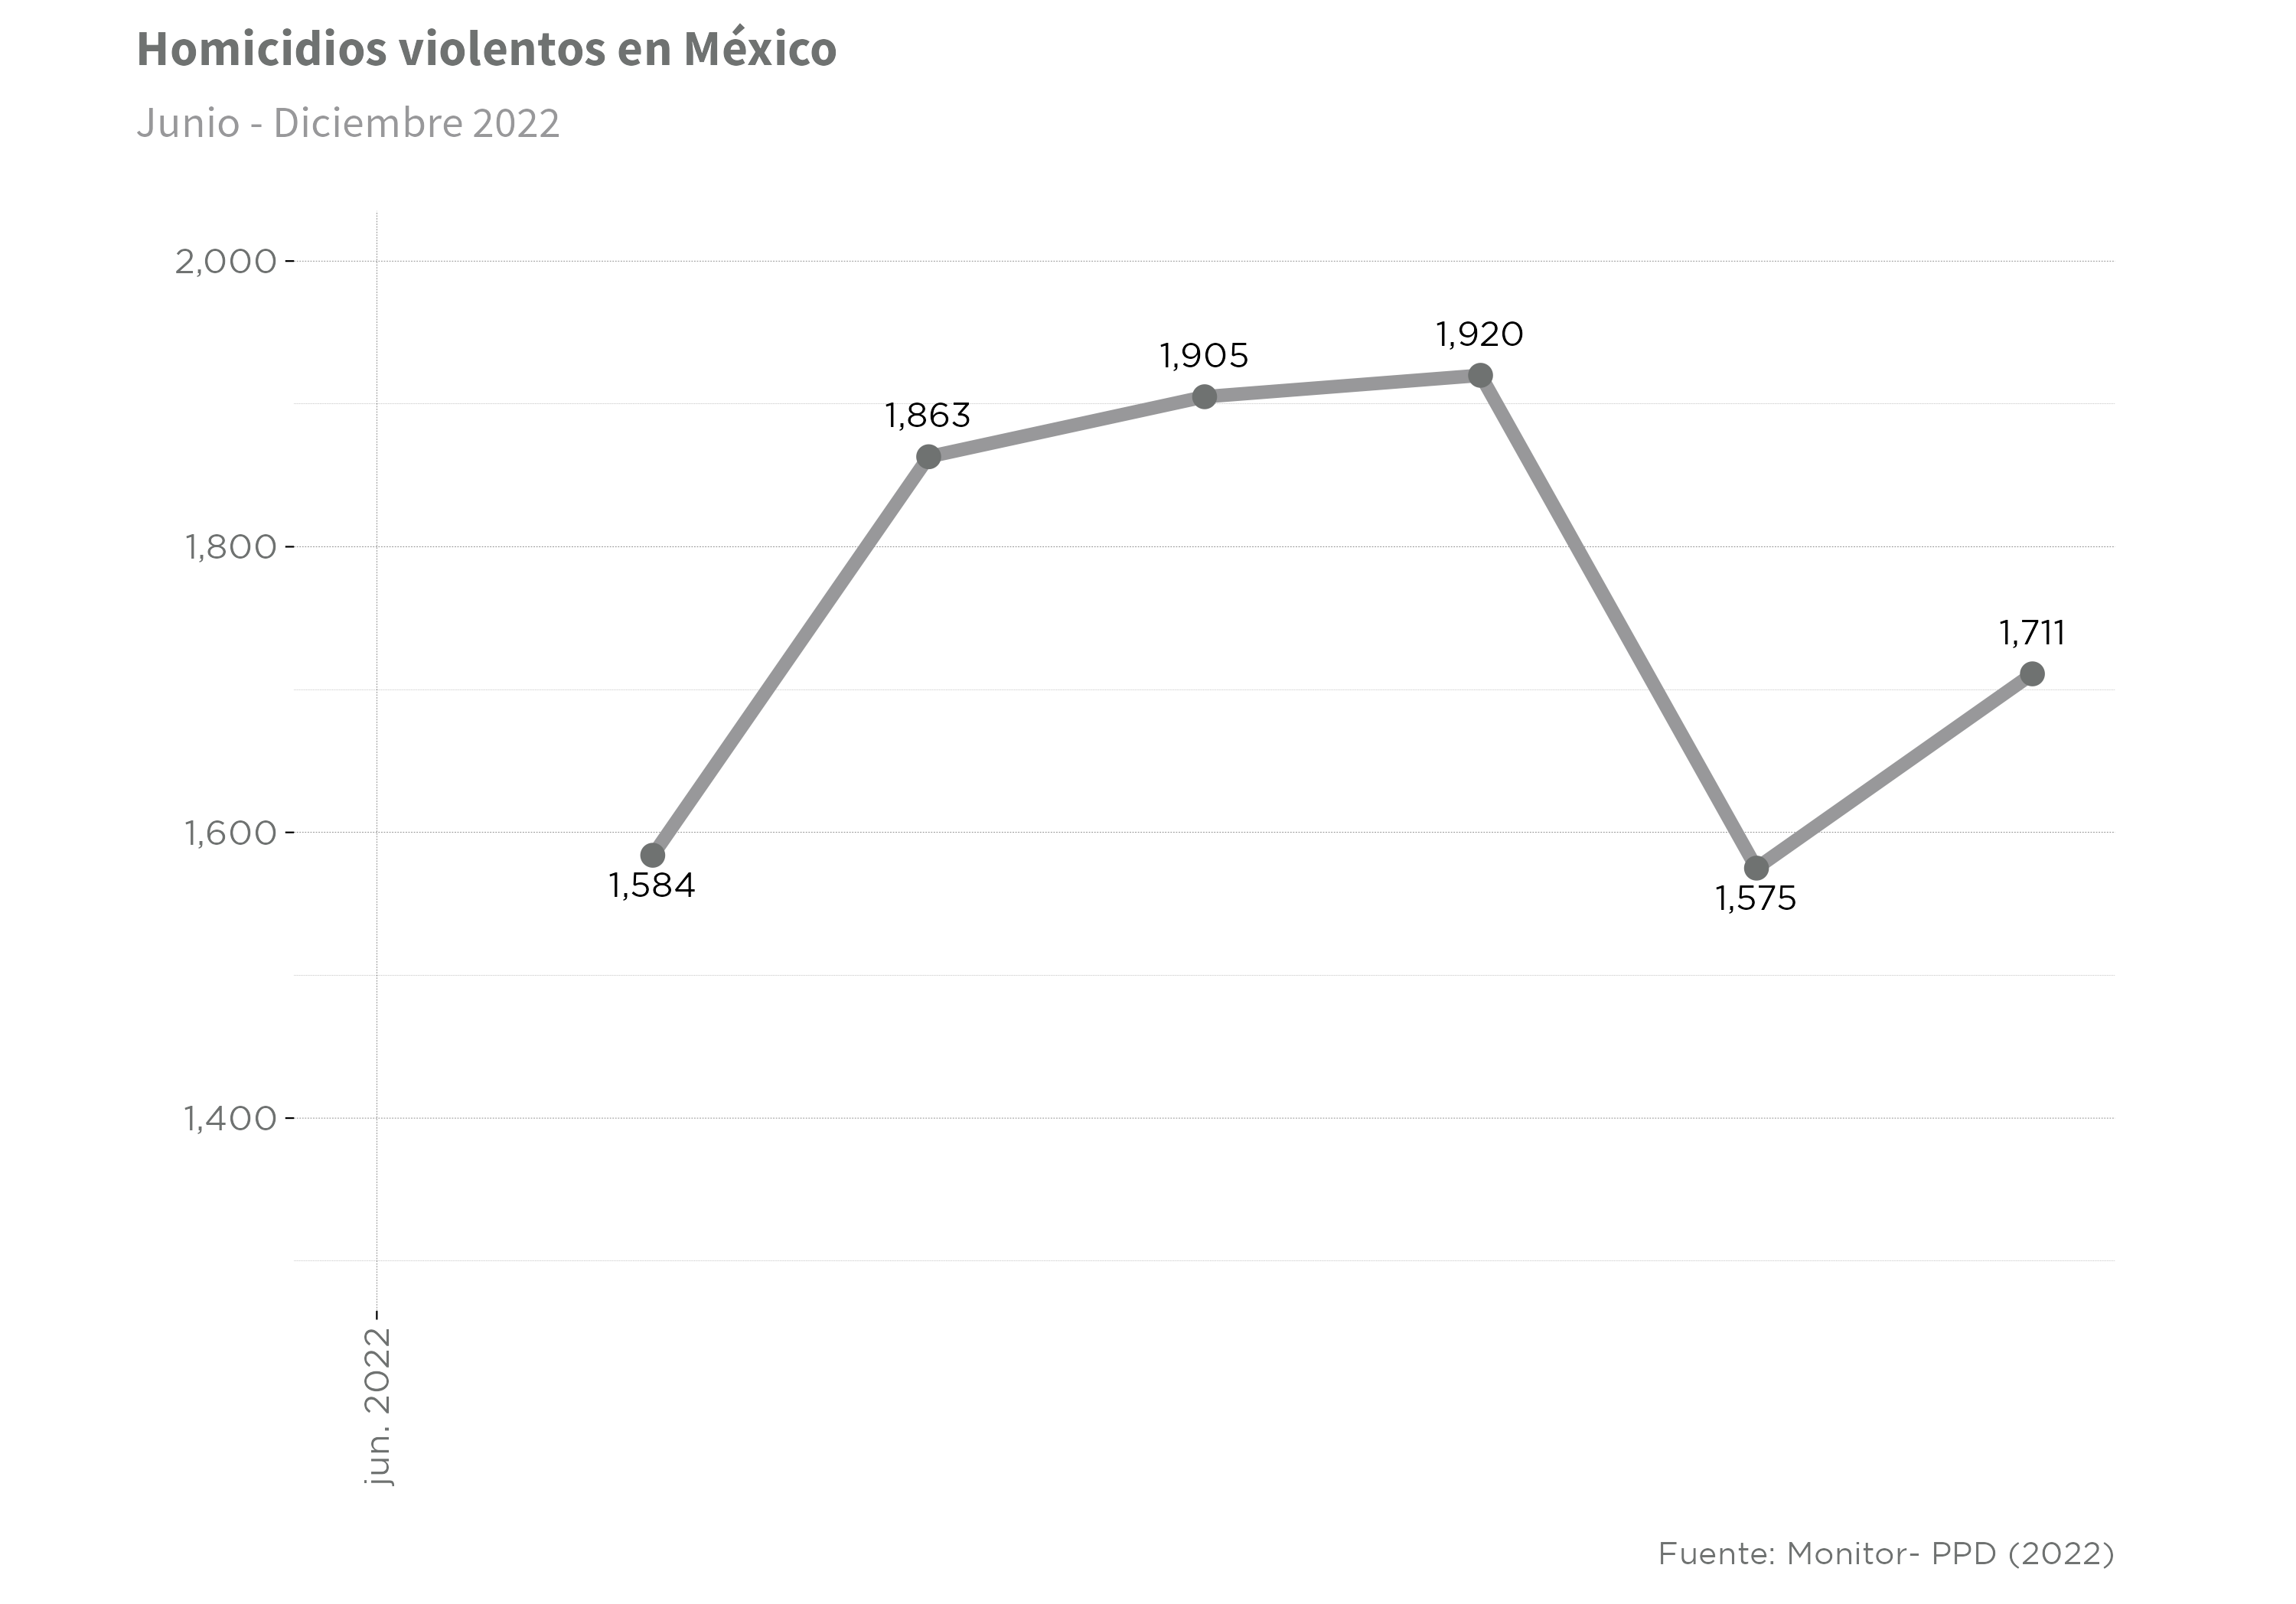 Homicidios violentos en México
Junio - Diciembre 2022
2,000
1,920
1,905
1,863
1,800
1,711
1,600
1,584
1,575
1,400
jun. 2022
Fuente: Monitor- PPD (2022)